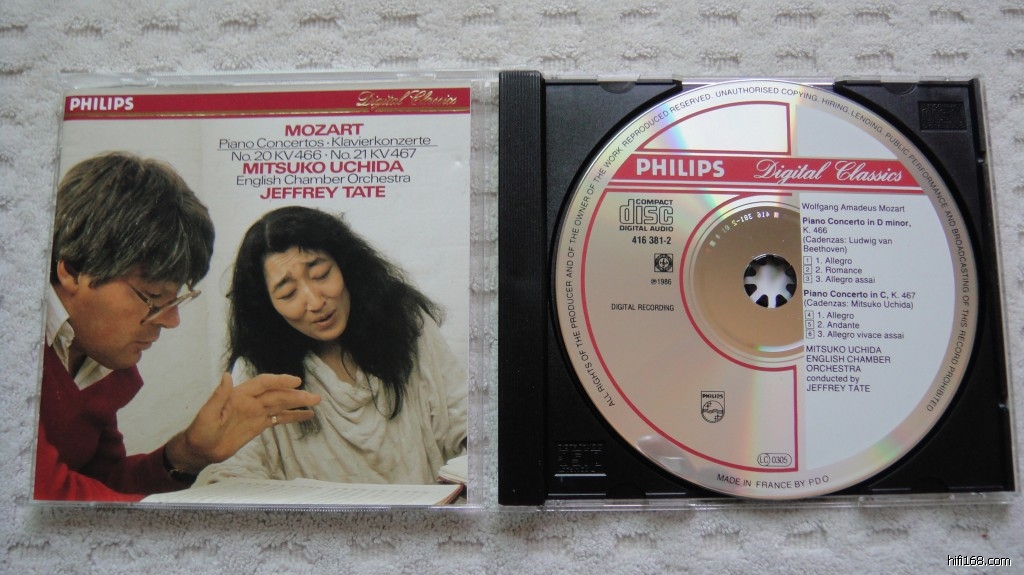 PHILIPS
Digital Classics
MOZART
Piano Concertos · Klavierkonzerte
No. 20 KV 466 · No. 21 KV 467
MITSUKO UCHIDA
English Chamber Orchestra
JEFFREY TATE
ALL RIGHTS OF THE PRODUCER AND OF THE OWNER OF THE WORK REPRODUCED RESERVED. UNAUTHORISED COPYING, HIRING, LENDING, PUBLIC PERFORMANCE AND BROADCASTING OF THIS RECORD PROHIBITED
PHILIPS
Digital Classics
COMPACT
disc
DIGITAL AUDIO
416 381-2
℗1986
DIGITAL RECORDING
PHILIPS
LC 0305
Wolfgang Amadeus Mozart
Piano Concerto in D minor,
K. 466
(Cadenzas: Ludwig van
Beethoven)
1 1. Allegro
2 2. Romance
3 3. Allegro assai
Piano Concerto in C, K. 467
(Cadenzas: Mitsuko Uchida)
4 1. Allegro
5 2. Andante
6 3. Allegro vivace assai
MITSUKO UCHIDA
ENGLISH CHAMBER
ORCHESTRA
conducted by
JEFFREY TATE
MADE IN FRANCE BY PDO
hifi168.com